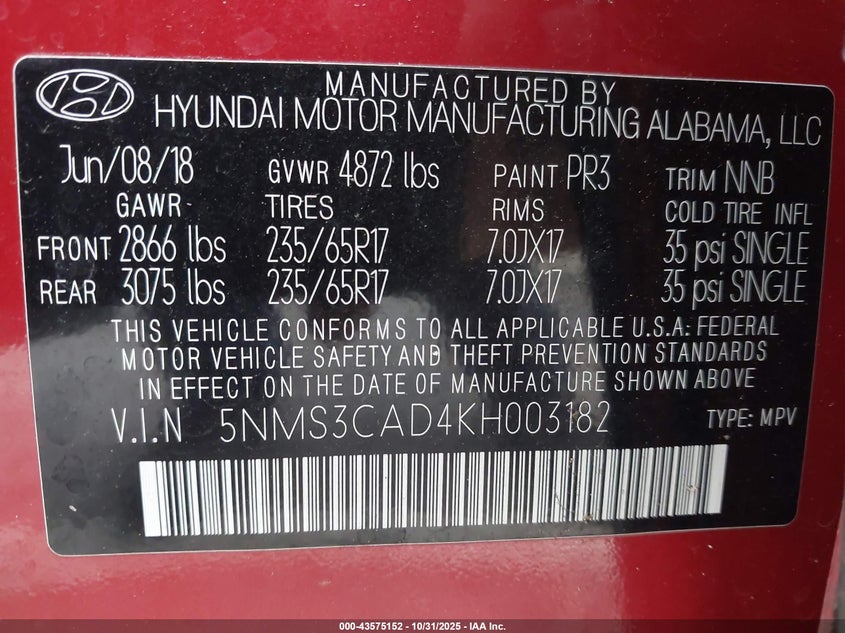 MANUFACTURED BY
HYUNDAI MOTOR MANUFACTURING ALABAMA, LLC
Jun/08/18 GVWR 4872 lbs PAINT PR3 TRIM NNB
GAWR TIRES RIMS COLD TIRE INFL
FRONT 2866 lbs 235/65R17 7.0JX17 35 psi SINGLE
REAR 3075 lbs 235/65R17 7.0JX17 35 psi SINGLE
THIS VEHICLE CONFORMS TO ALL APPLICABLE U.S.A: FEDERAL
MOTOR VEHICLE SAFETY AND THEFT PREVENTION STANDARDS
IN EFFECT ON THE DATE OF MANUFACTURE SHOWN ABOVE
V.I.N 5NMS3CAD4KH003182 TYPE: MPV
000-43575152 - 10/31/2025 - IAA Inc.